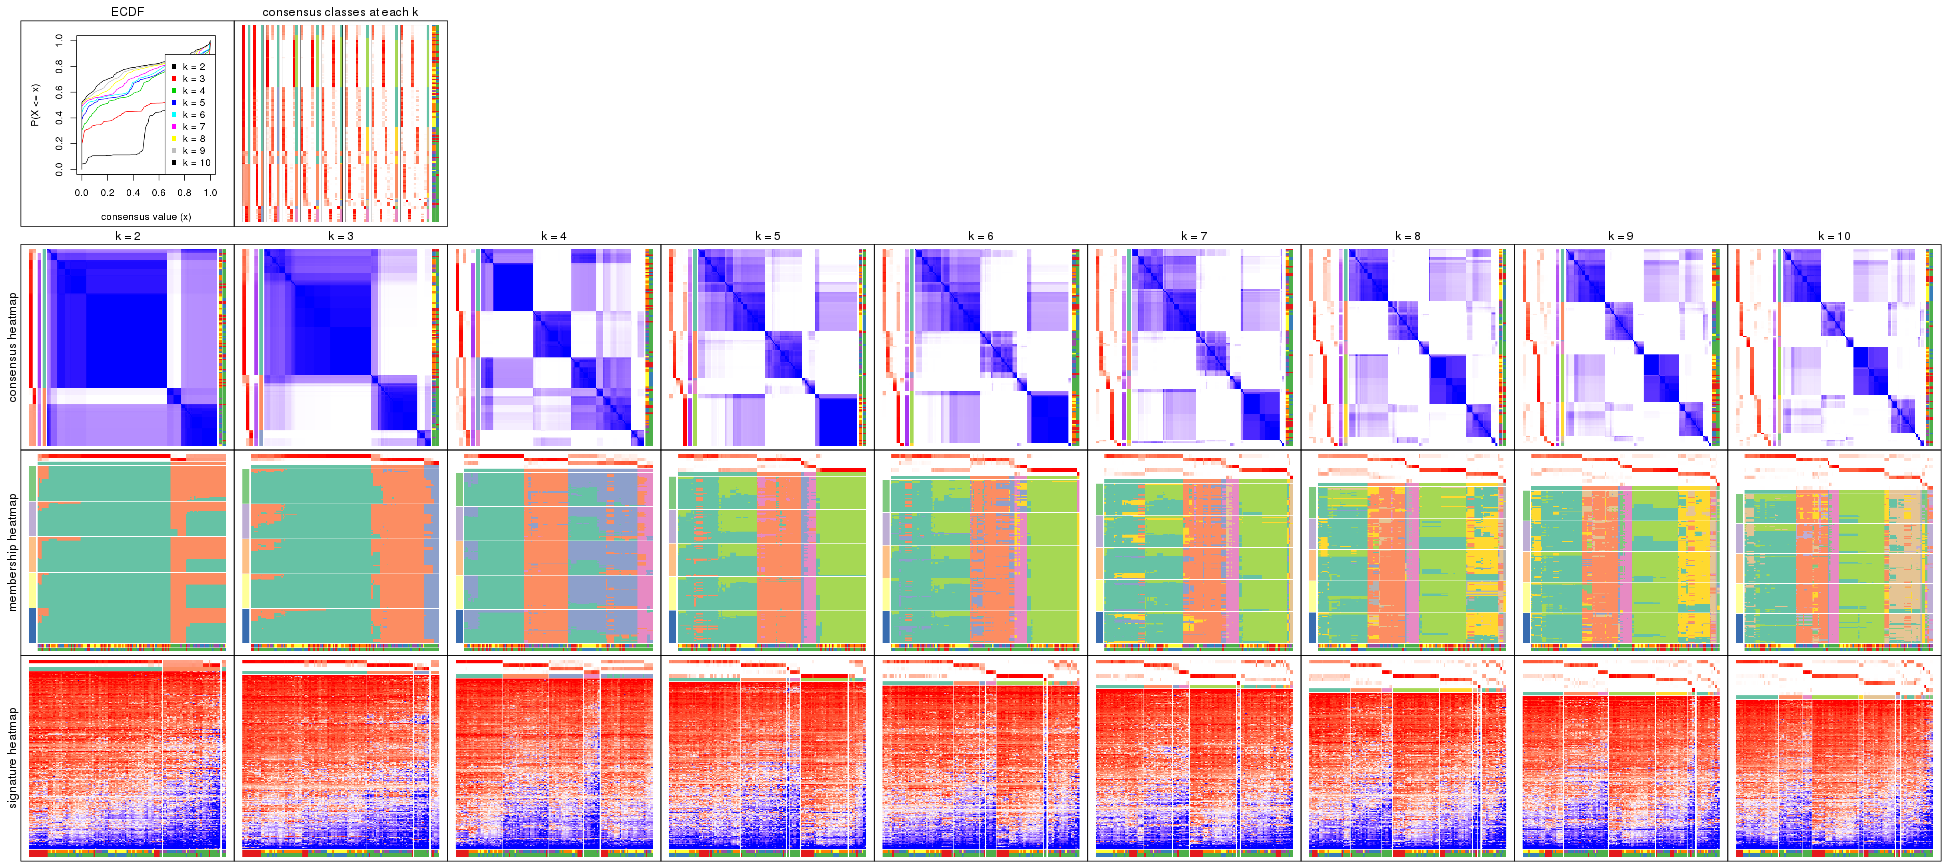 ECDF
consensus classes at each k
P(X <= x)
0.0 0.2 0.4 0.6 0.8 1.0
k = 2
k = 3
k = 4
k = 5
k = 6
k = 7
k = 8
k = 9
k = 10
0.0 0.2 0.4 0.6 0.8 1.0
consensus value (x)
k = 2 k = 3 k = 4 k = 5 k = 6 k = 7 k = 8 k = 9 k = 10
consensus heatmap
membership heatmap
signature heatmap